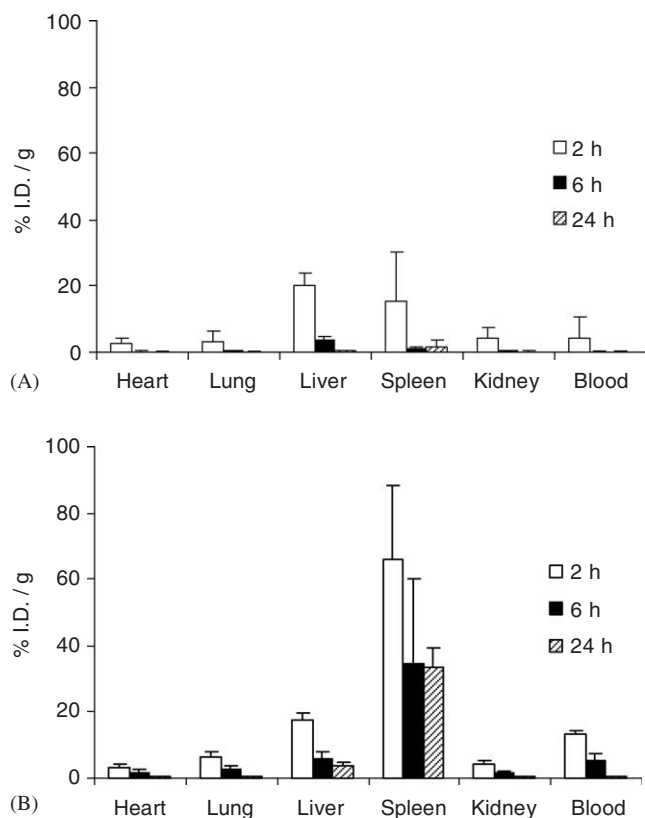 100
80
60
40
20
0
% I.D. / g
2 h
6 h
24 h
Heart Lung Liver Spleen Kidney Blood
(A)
100
80
60
40
20
0
% I.D. / g
2 h
6 h
24 h
Heart Lung Liver Spleen Kidney Blood
(B)